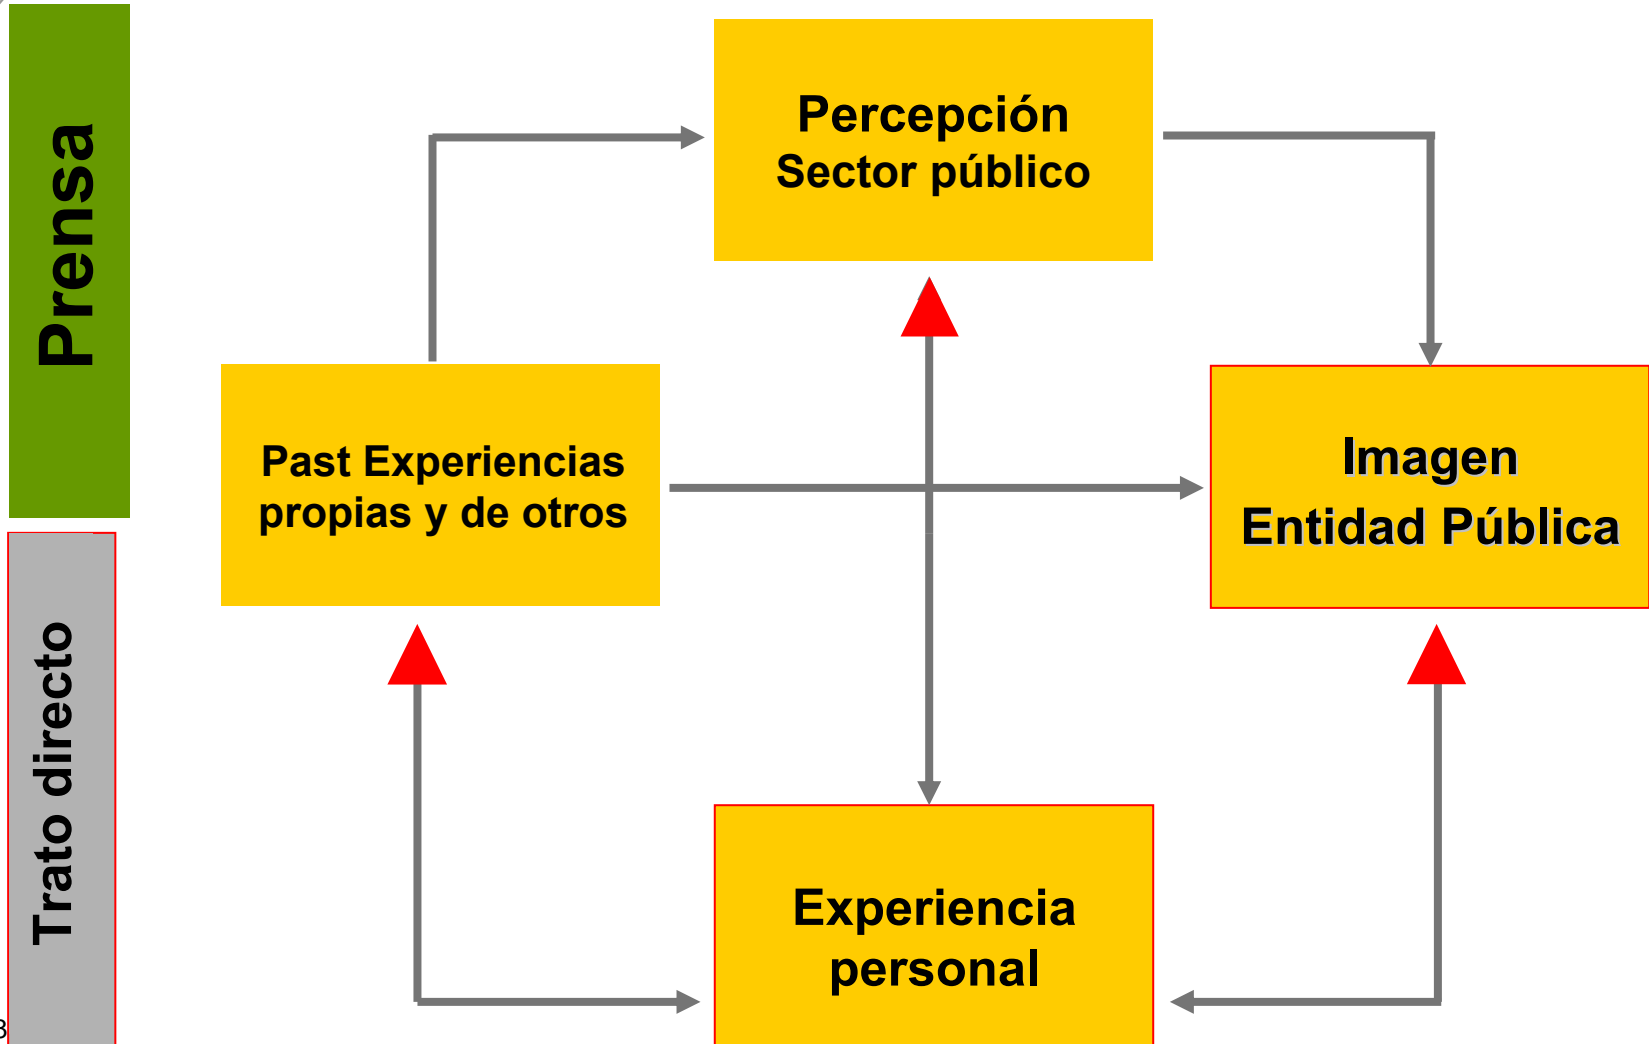 Prensa
Percepción
Sector público
Past Experiencias
propias y de otros
Imagen
Entidad Pública
Trato directo
Experiencia
personal